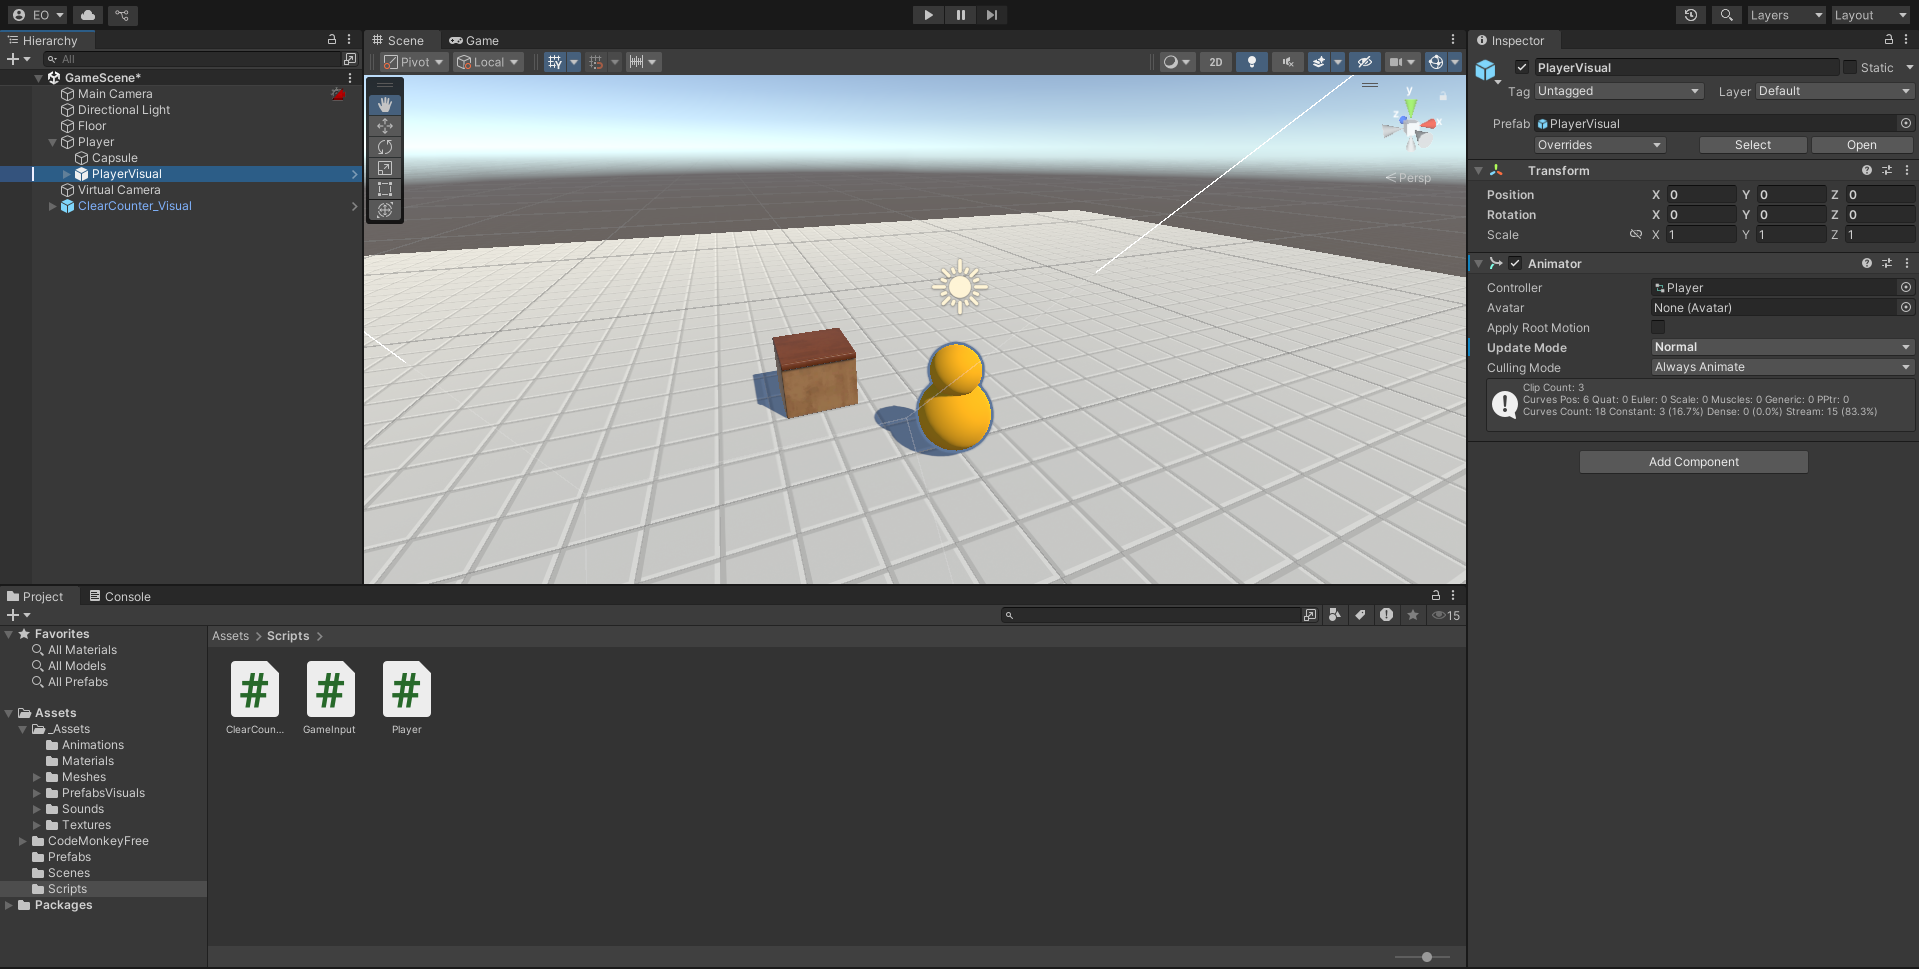 EO
Layers
Layout
Hierarchy
All
GameScene*
Main Camera
Directional Light
Floor
Player
Capsule
PlayerVisual
Virtual Camera
ClearCounter_Visual
Scene
Game
Pivot
Local
2D
y
x
z
Persp
Inspector
PlayerVisual
Static
Tag
Untagged
Layer
Default
Prefab
PlayerVisual
Overrides
Select
Open
Transform
Position X 0 Y 0 Z 0
Rotation X 0 Y 0 Z 0
Scale X 1 Y 1 Z 1
Animator
Controller
Player
Avatar
None (Avatar)
Apply Root Motion
Update Mode
Normal
Culling Mode
Always Animate
Clip Count: 3
Curves Pos: 6 Quat: 0 Euler: 0 Scale: 0 Muscles: 0 Generic: 0 PPtr: 0
Curves Count: 18 Constant: 3 (16.7%) Dense: 0 (0.0%) Stream: 15 (83.3%)
Add Component
Project
Console
15
Favorites
All Materials
All Models
All Prefabs
Assets
_Assets
Animations
Materials
Meshes
PrefabsVisuals
Sounds
Textures
CodeMonkeyFree
Prefabs
Scenes
Scripts
Packages
Assets > Scripts >
#
#
#
ClearCoun...
GameInput
Player